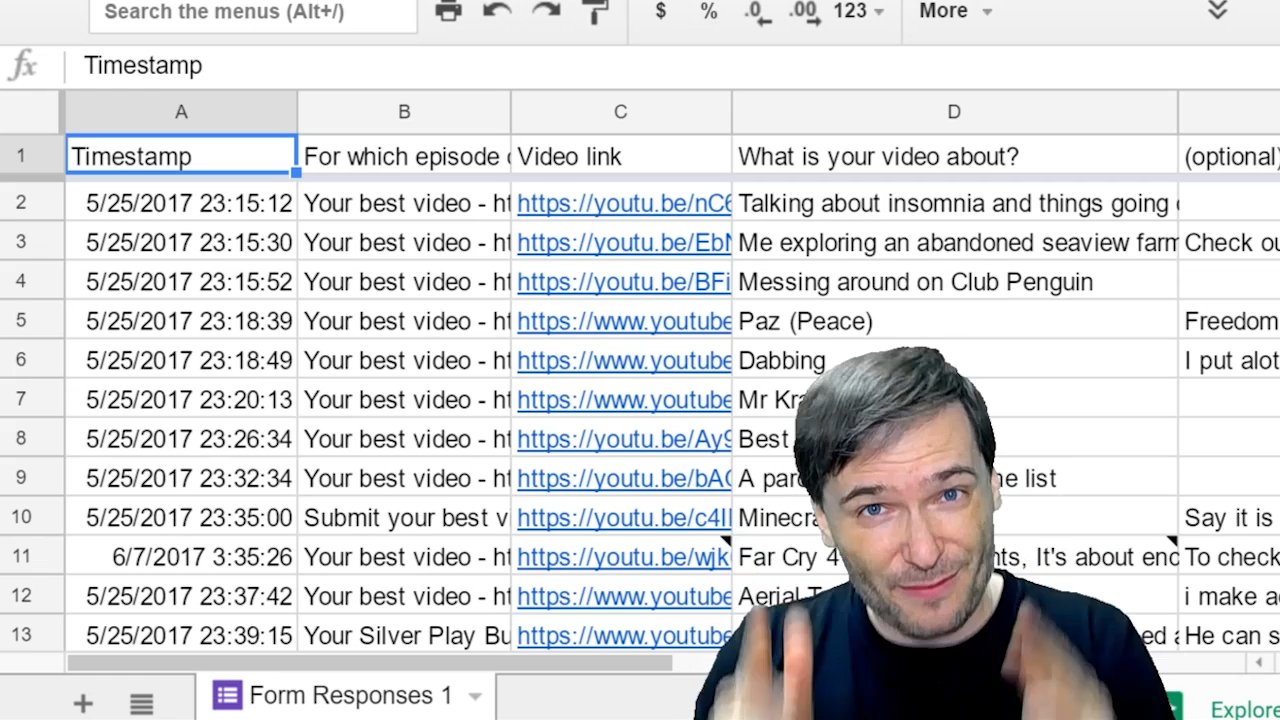 Search the menus (Alt+/)
$ % .0 .00 123 More
fx Timestamp
A B C D
1 Timestamp For which episode Video link What is your video about? (optional)
2 5/25/2017 23:15:12 Your best video - ht https://youtu.be/nC6 Talking about insomnia and things going
3 5/25/2017 23:15:30 Your best video - ht https://youtu.be/EbN Me exploring an abandoned seaview farm Check ou
4 5/25/2017 23:15:52 Your best video - ht https://youtu.be/BFi Messing around on Club Penguin
5 5/25/2017 23:18:39 Your best video - ht https://www.youtube Paz (Peace) Freedom
6 5/25/2017 23:18:49 Your best video - ht https://www.youtube Dabbing I put alot
7 5/25/2017 23:20:13 Your best video - ht https://www.youtube Mr Kra
8 5/25/2017 23:26:34 Your best video - ht https://youtu.be/Ay9 Best
9 5/25/2017 23:32:34 Your best video - ht https://youtu.be/bA A paro he list
10 5/25/2017 23:35:00 Submit your best v https://youtu.be/c4 Minecra Say it is
11 6/7/2017 3:35:26 Your best video - ht https://youtu.be/wjk Far Cry 4 nts, It's about end To check
12 5/25/2017 23:37:42 Your best video - ht https://www.youtube Aerial T i make a
13 5/25/2017 23:39:15 Your Silver Play Bu https://www.youtube ed a He can s
+ Form Responses 1 Explore